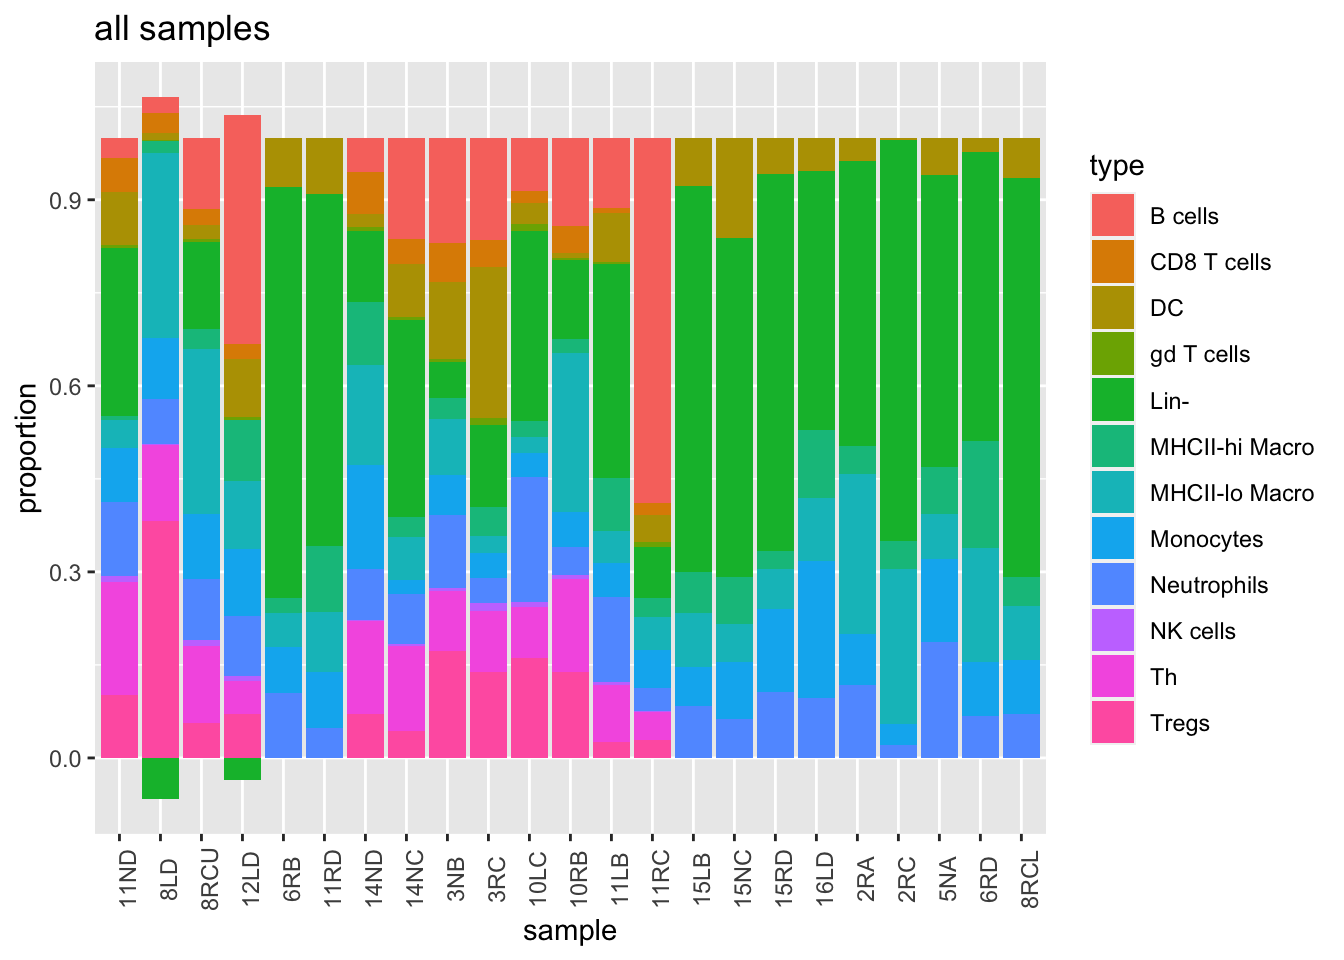 all samples
proportion
0.9
0.6
0.3
0.0
11ND
8LD
8RCU
12LD
6RB
11RD
14ND
14NC
3NB
3RC
10LC
10RB
11LB
11RC
15LB
15NC
15RD
16LD
2RA
2RC
5NA
6RD
8RCL
sample
type
B cells
CD8 T cells
DC
gd T cells
Lin-
MHCII-hi Macro
MHCII-lo Macro
Monocytes
Neutrophils
NK cells
Th
Tregs